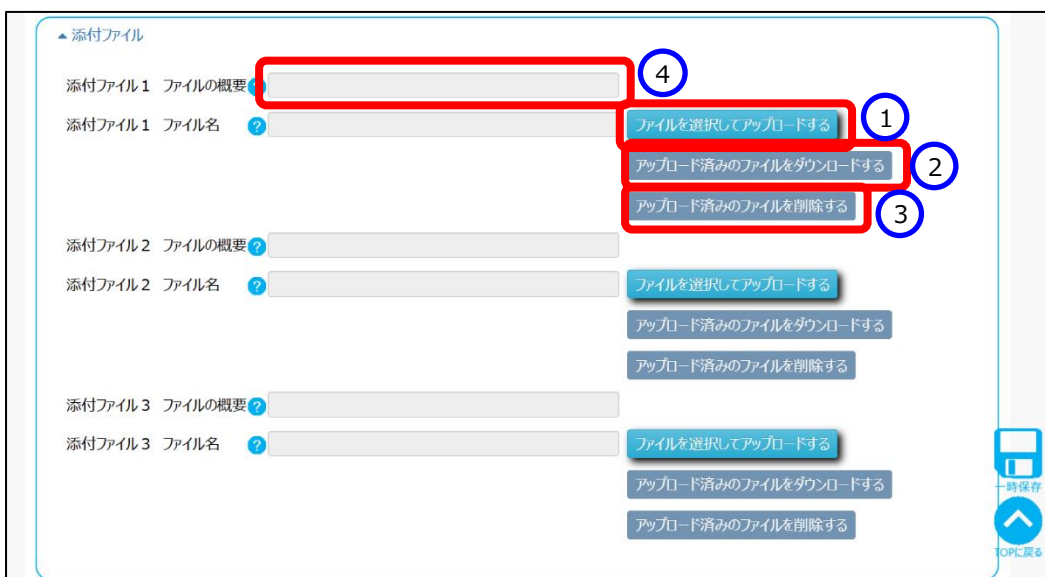 ▲添付ファイル
添付ファイル1 ファイルの概要 ?
4
添付ファイル1 ファイル名 ? ファイルを選択してアップロードする
1
アップロード済みのファイルをダウンロードする
2
アップロード済みのファイルを削除する
3
添付ファイル2 ファイルの概要 ?
添付ファイル2 ファイル名 ? ファイルを選択してアップロードする
アップロード済みのファイルをダウンロードする
アップロード済みのファイルを削除する
添付ファイル3 ファイルの概要 ?
添付ファイル3 ファイル名 ? ファイルを選択してアップロードする
アップロード済みのファイルをダウンロードする
アップロード済みのファイルを削除する
一時保存
TOPに戻る